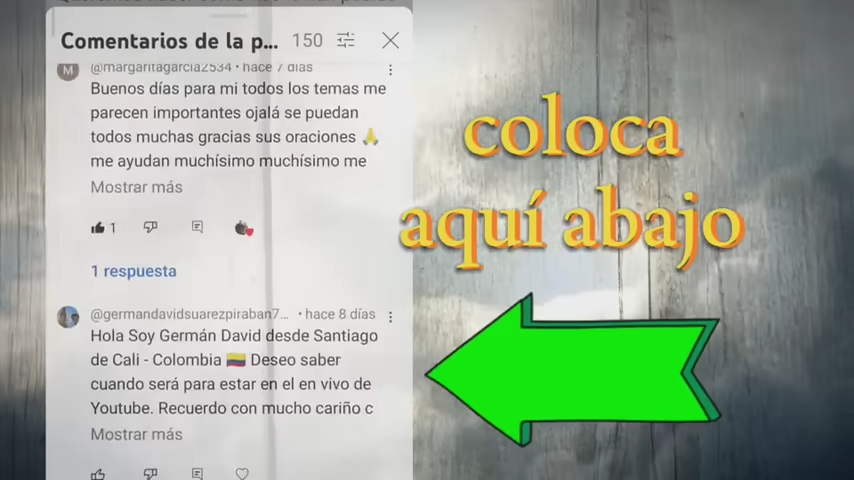 Comentarios de la p... 150
@margaritagarcia2534 • hace 7 días
Buenos días para mi todos los temas me
parecen importantes ojalá se puedan
todos muchas gracias sus oraciones 🙏
me ayudan muchísimo muchísimo me
Mostrar más
1
1 respuesta
@germandavidsuarezpiraban7... • hace 8 días
Hola Soy Germán David desde Santiago
de Cali - Colombia 🇨🇴 Deseo saber
cuando será para estar en el en vivo de
Youtube. Recuerdo con mucho cariño c
Mostrar más
coloca
aquí abajo